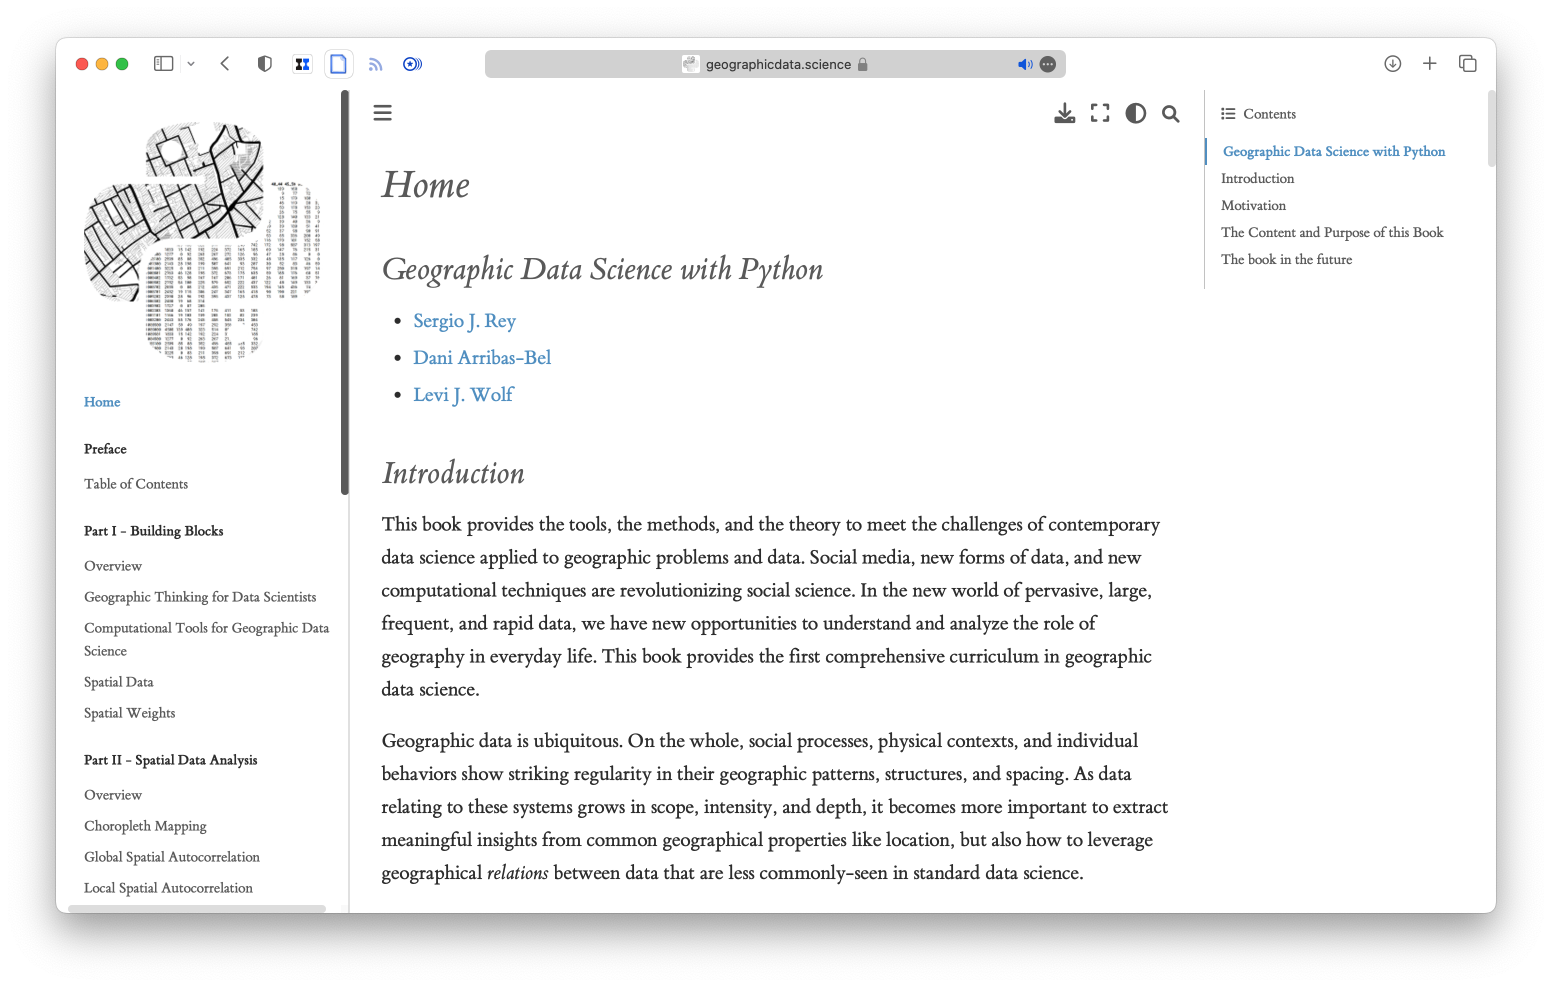 geographicdata.science
Home
Preface
Table of Contents
Part I - Building Blocks
Overview
Geographic Thinking for Data Scientists
Computational Tools for Geographic Data
Science
Spatial Data
Spatial Weights
Part II - Spatial Data Analysis
Overview
Choropleth Mapping
Global Spatial Autocorrelation
Local Spatial Autocorrelation
Home
Geographic Data Science with Python
• Sergio J. Rey
• Dani Arribas-Bel
• Levi J. Wolf
Introduction
This book provides the tools, the methods, and the theory to meet the challenges of contemporary
data science applied to geographic problems and data. Social media, new forms of data, and new
computational techniques are revolutionizing social science. In the new world of pervasive, large,
frequent, and rapid data, we have new opportunities to understand and analyze the role of
geography in everyday life. This book provides the first comprehensive curriculum in geographic
data science.
Geographic data is ubiquitous. On the whole, social processes, physical contexts, and individual
behaviors show striking regularity in their geographic patterns, structures, and spacing. As data
relating to these systems grows in scope, intensity, and depth, it becomes more important to extract
meaningful insights from common geographical properties like location, but also how to leverage
geographical relations between data that are less commonly-seen in standard data science.
Contents
Geographic Data Science with Python
Introduction
Motivation
The Content and Purpose of this Book
The book in the future